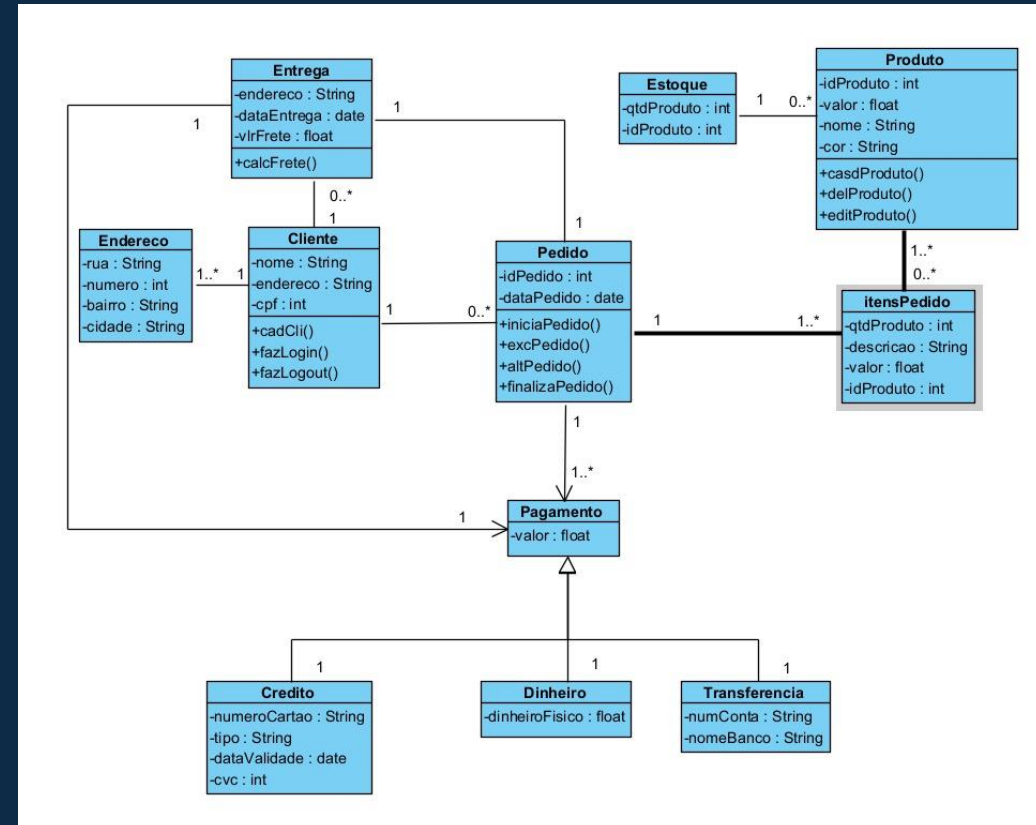 Entrega
-endereco : String
-dataEntrega : date
-vlrFrete : float
+calcFrete()
1
1
0..*
1
Estoque
-qtdProduto : int
-idProduto : int
1
0..*
Produto
-idProduto : int
-valor : float
-nome : String
-cor : String
+casdProduto()
+delProduto()
+editProduto()
1..*
0..*
Endereco
-rua : String
-numero : int
-bairro : String
-cidade : String
1..*
1
Cliente
-nome : String
-endereco : String
-cpf : int
+cadCli()
+fazLogin()
+fazLogout()
1
0..*
1
Pedido
-idPedido : int
-dataPedido : date
+iniciaPedido()
+excPedido()
+altPedido()
+finalizaPedido()
1
1..*
itensPedido
-qtdProduto : int
-descricao : String
-valor : float
-idProduto : int
1
1..*
1
Pagamento
-valor : float
1
1
1
Credito
-numeroCartao : String
-tipo : String
-dataValidade : date
-cvc : int
Dinheiro
-dinheiroFisico : float
Transferencia
-numConta : String
-nomeBanco : String